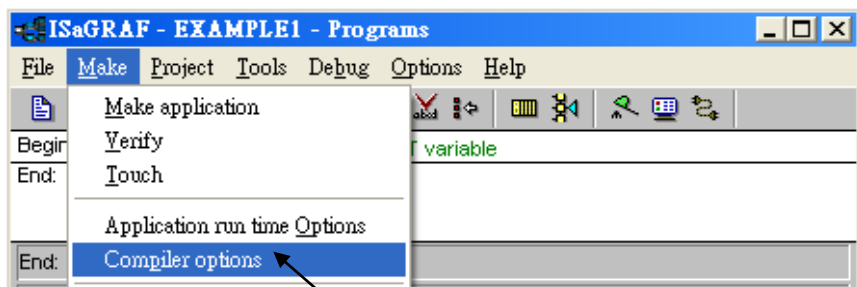 ISaGRAF - EXAMPLE1 - Programs
File Make Project Tools Debug Options Help
Make application
Verify
Touch
Application run time Options
Compiler options
Begin
variable
End:
End: